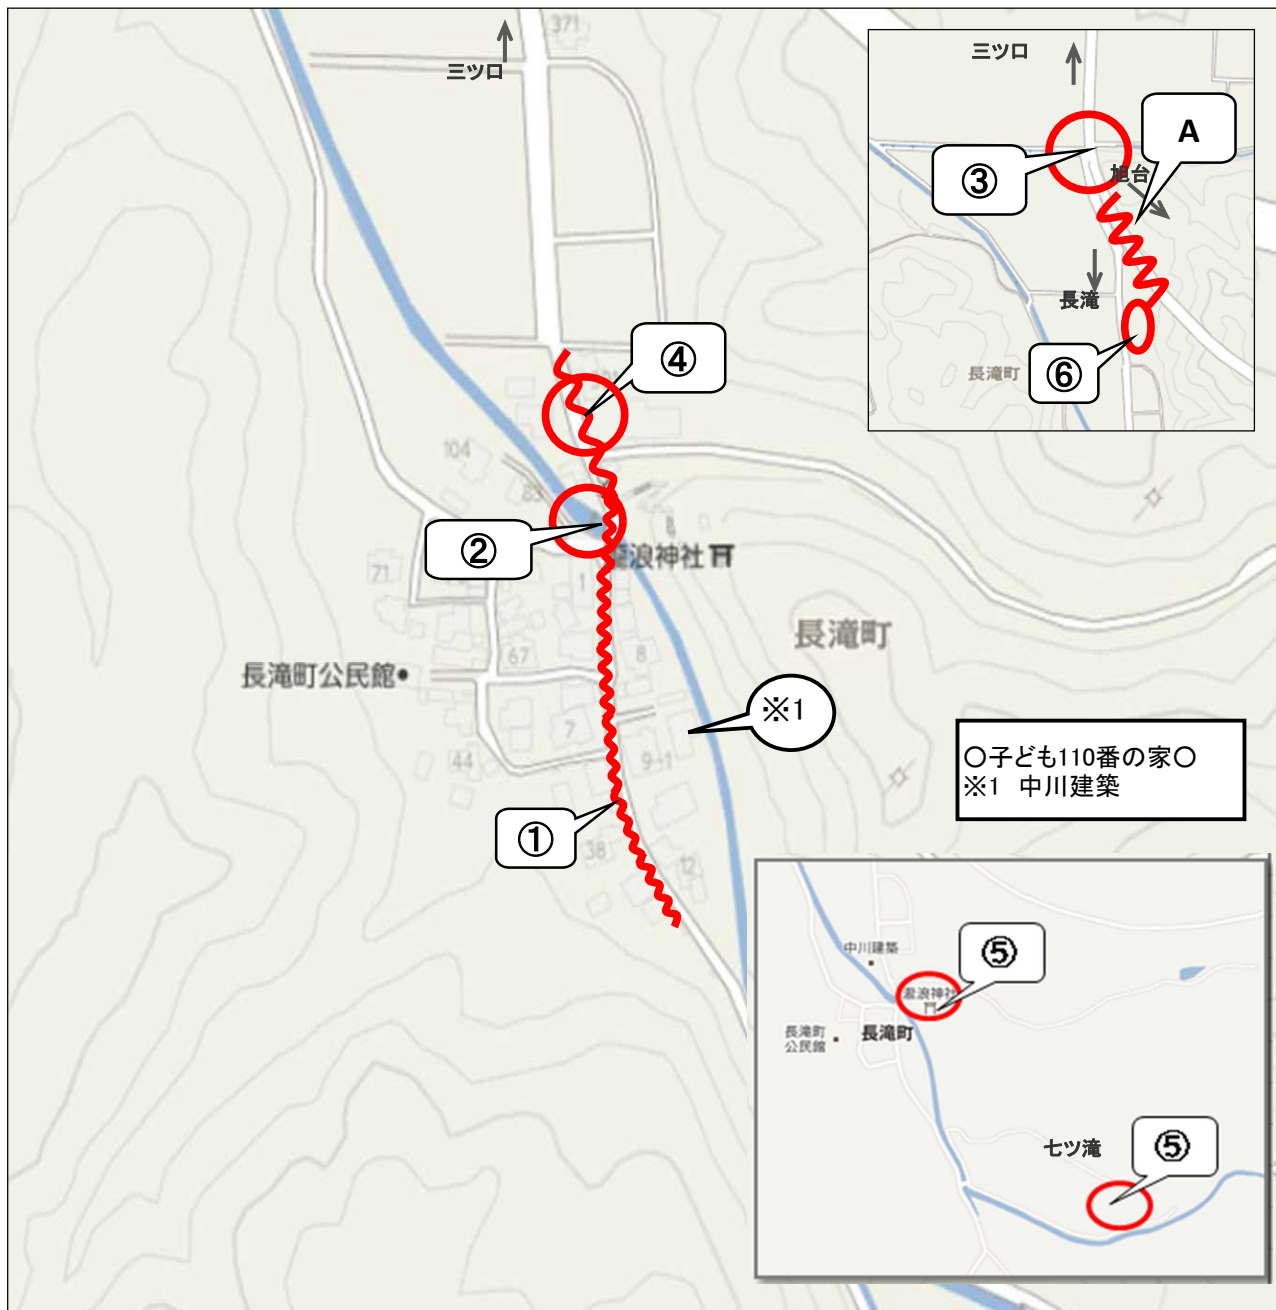 371
三ツ口
三ツ口
A
③
旭台
長滝
長滝町
⑥
④
104
②
71
1
瀧浪神社
67
8
長滝町
長滝町公民館
※1
7
44
9-1
○子ども110番の家○
※1 中川建築
①
38
12
中川建築
⑤
瀧浪神社
長滝町
公民館
長滝町
七ツ滝
⑤